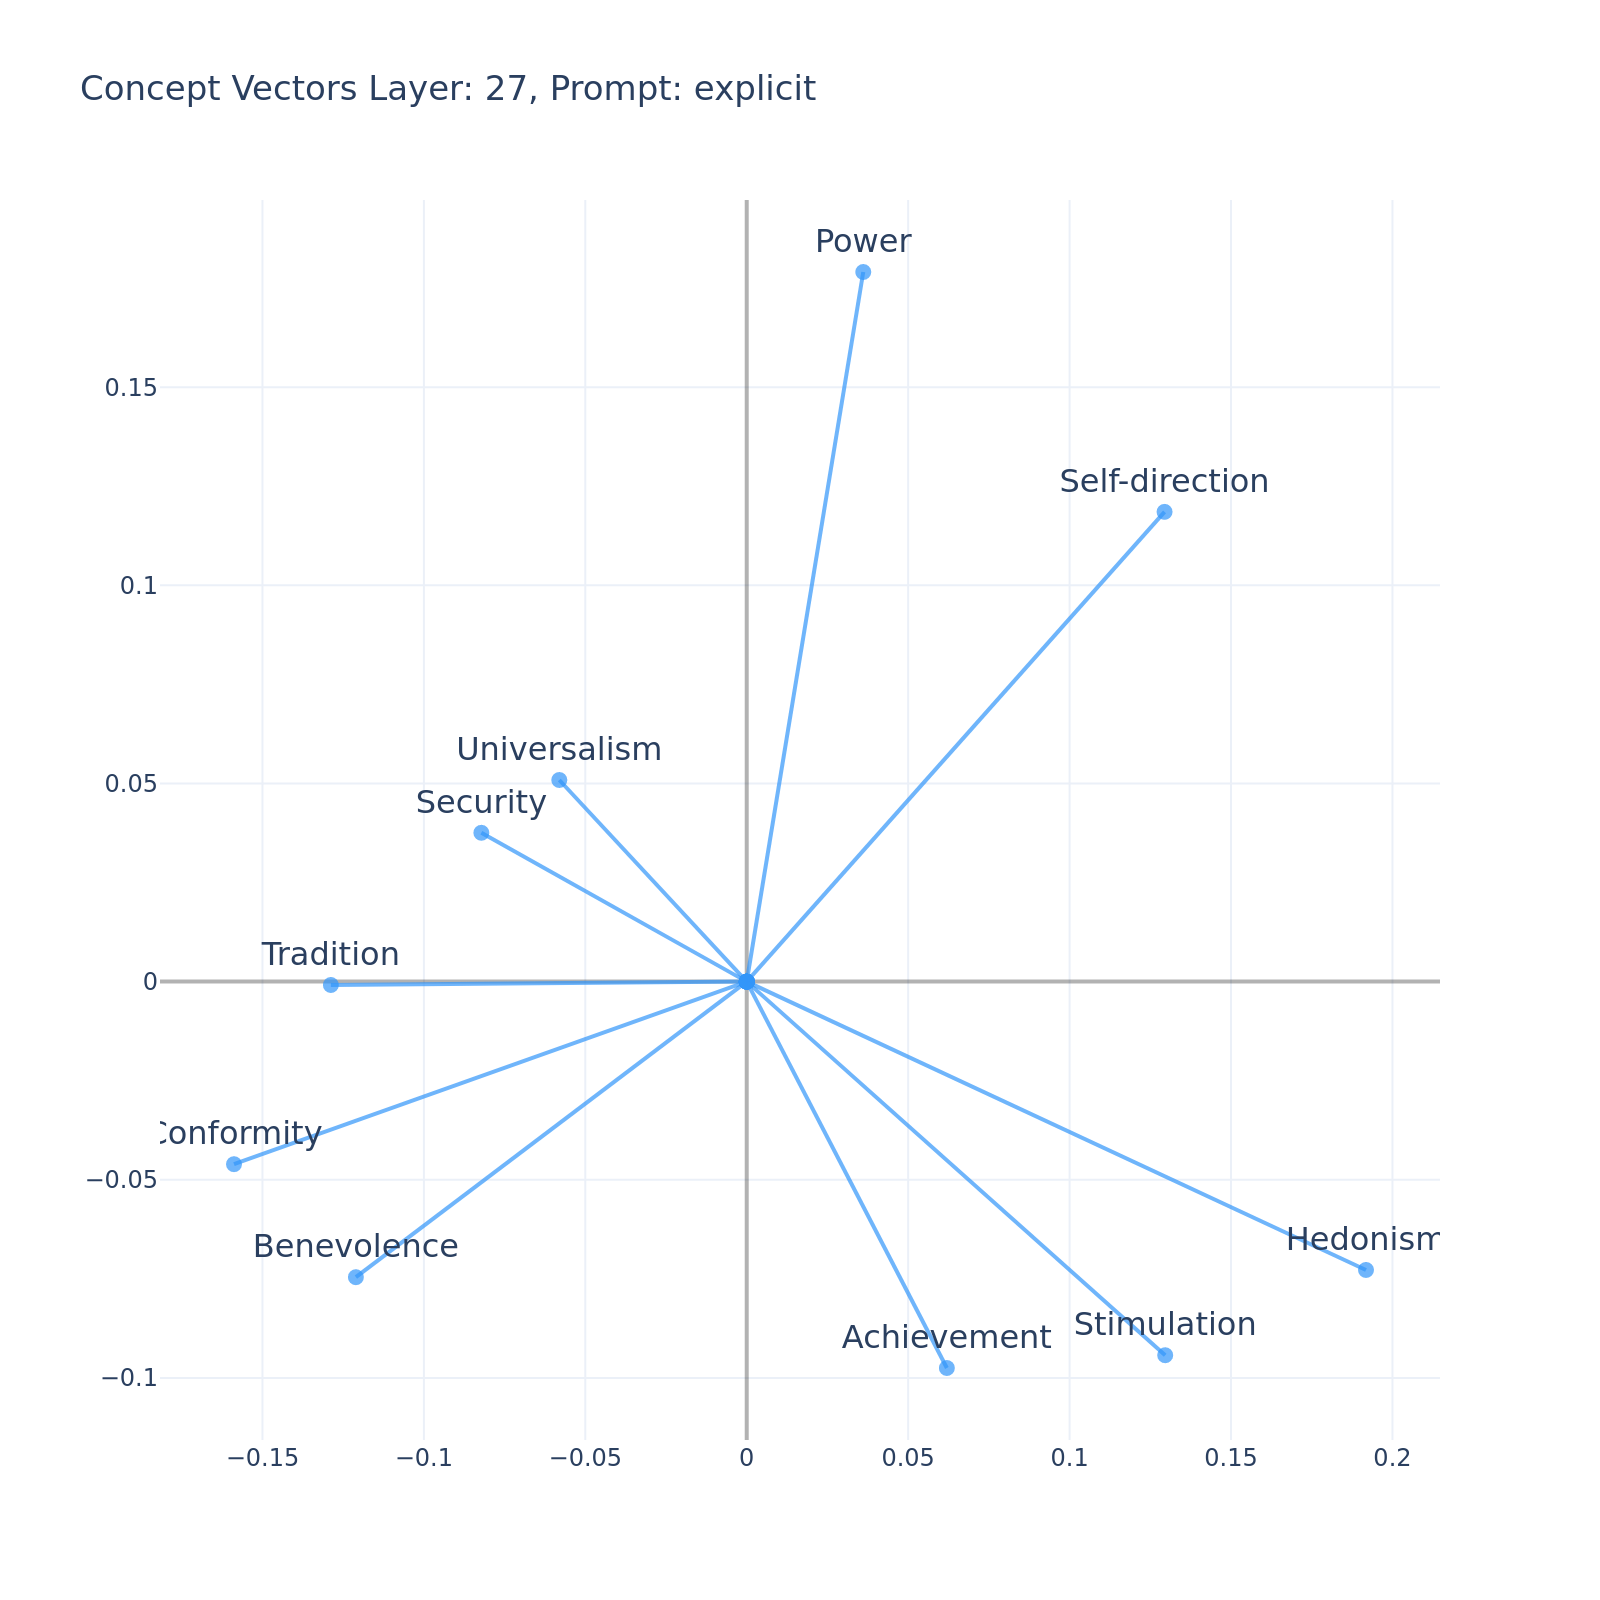 Concept Vectors Layer: 27, Prompt: explicit
Power
0.15
Self-direction
0.1
Universalism
0.05
Security
Tradition
0
Conformity
−0.05
Benevolence
Hedonism
Stimulation
Achievement
−0.1
−0.15
−0.1
−0.05
0
0.05
0.1
0.15
0.2